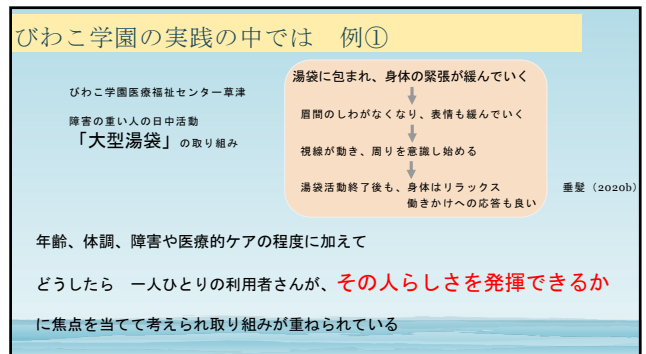 びわこ学園の実践の中では　例①
びわこ学園医療福祉センター草津
障害の重い人の日中活動
「大型湯袋」の取り組み
湯袋に包まれ、身体の緊張が緩んでいく
眉間のしわがなくなり、表情も緩んでいく
視線が動き、周りを意識し始める
湯袋活動終了後も、身体はリラックス
働きかけへの応答も良い
垂髪（2020b）
年齢、体調、障害や医療的ケアの程度に加えて
どうしたら　一人ひとりの利用者さんが、その人らしさを発揮できるか
に焦点を当てて考えられ取り組みが重ねられている